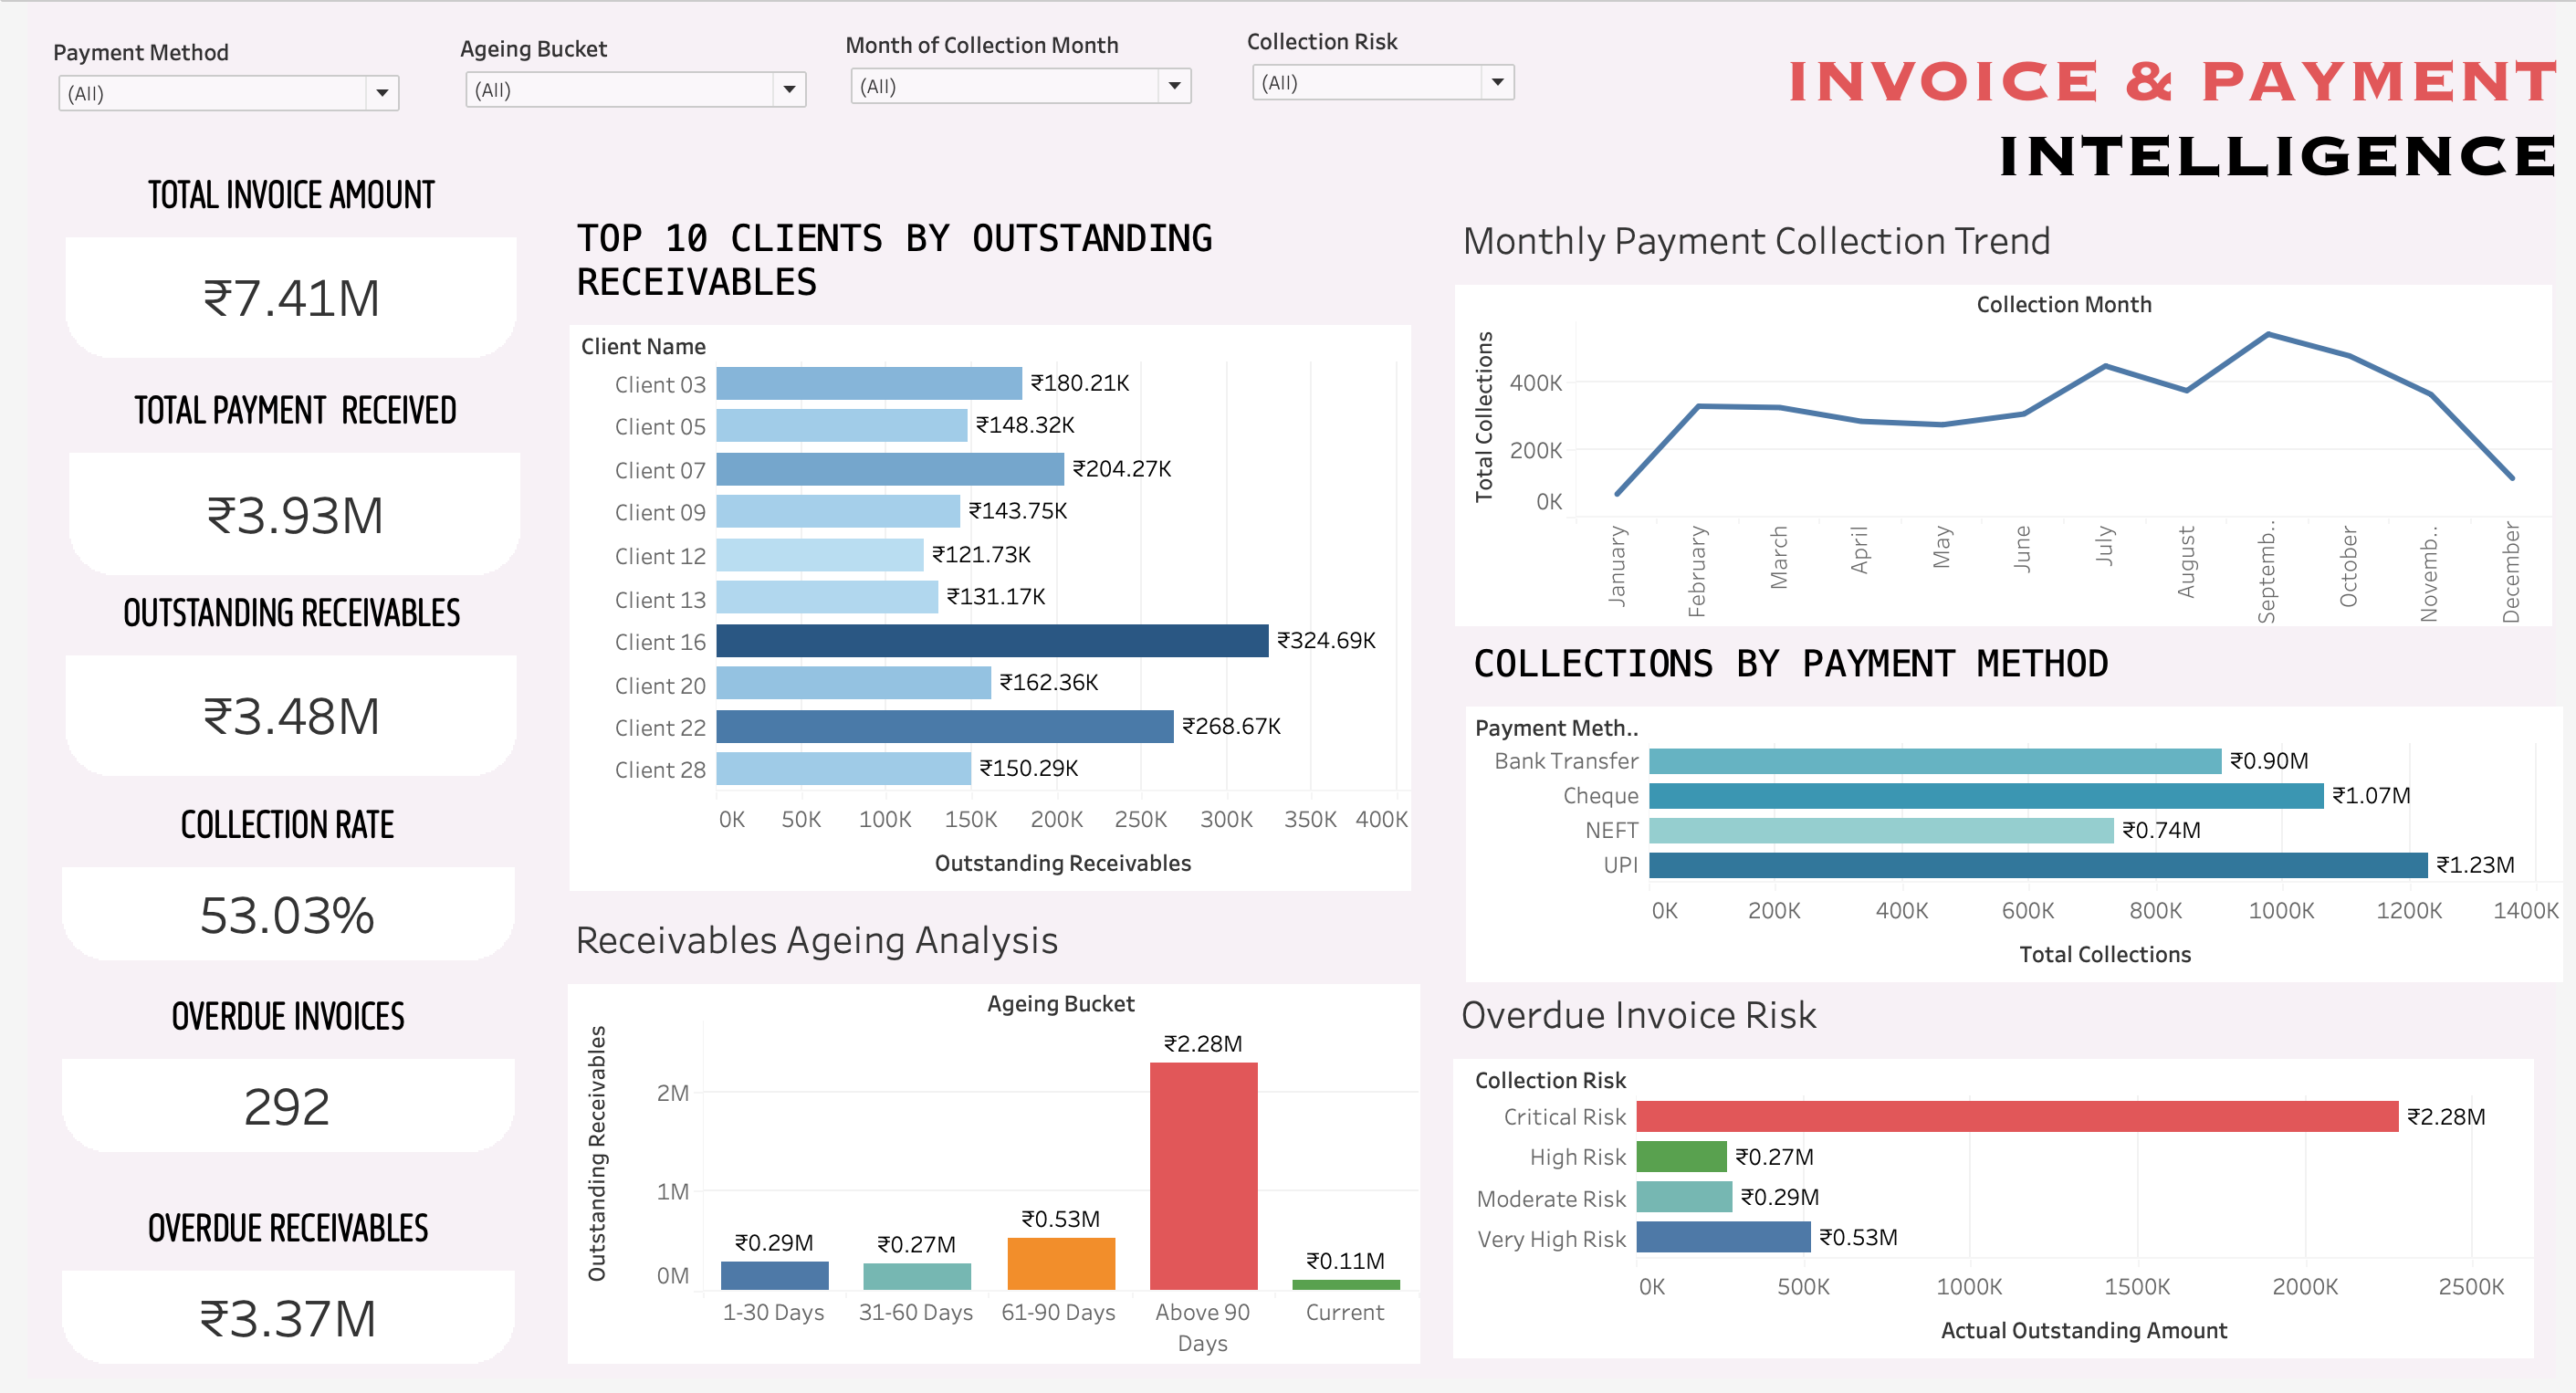 Payment Method
(All)
Ageing Bucket
(All)
Month of Collection Month
(All)
Collection Risk
(All)
INVOICE & PAYMENT
INTELLIGENCE
TOTAL INVOICE AMOUNT
₹7.41M
TOTAL PAYMENT RECEIVED
₹3.93M
OUTSTANDING RECEIVABLES
₹3.48M
COLLECTION RATE
53.03%
OVERDUE INVOICES
292
OVERDUE RECEIVABLES
₹3.37M
TOP 10 CLIENTS BY OUTSTANDING
RECEIVABLES
Client Name
Client 03 ₹180.21K
Client 05 ₹148.32K
Client 07 ₹204.27K
Client 09 ₹143.75K
Client 12 ₹121.73K
Client 13 ₹131.17K
Client 16 ₹324.69K
Client 20 ₹162.36K
Client 22 ₹268.67K
Client 28 ₹150.29K
0K 50K 100K 150K 200K 250K 300K 350K 400K
Outstanding Receivables
Receivables Ageing Analysis
Ageing Bucket
Outstanding Receivables
2M
1M
0M
₹0.29M
₹0.27M
₹0.53M
₹2.28M
₹0.11M
1-30 Days 31-60 Days 61-90 Days Above 90 Current
Days
Monthly Payment Collection Trend
Collection Month
Total Collections
400K
200K
0K
January
February
March
April
May
June
July
August
Septemb..
October
Novemb..
December
COLLECTIONS BY PAYMENT METHOD
Payment Meth..
Bank Transfer ₹0.90M
Cheque ₹1.07M
NEFT ₹0.74M
UPI ₹1.23M
0K 200K 400K 600K 800K 1000K 1200K 1400K
Total Collections
Overdue Invoice Risk
Collection Risk
Critical Risk ₹2.28M
High Risk ₹0.27M
Moderate Risk ₹0.29M
Very High Risk ₹0.53M
0K 500K 1000K 1500K 2000K 2500K
Actual Outstanding Amount